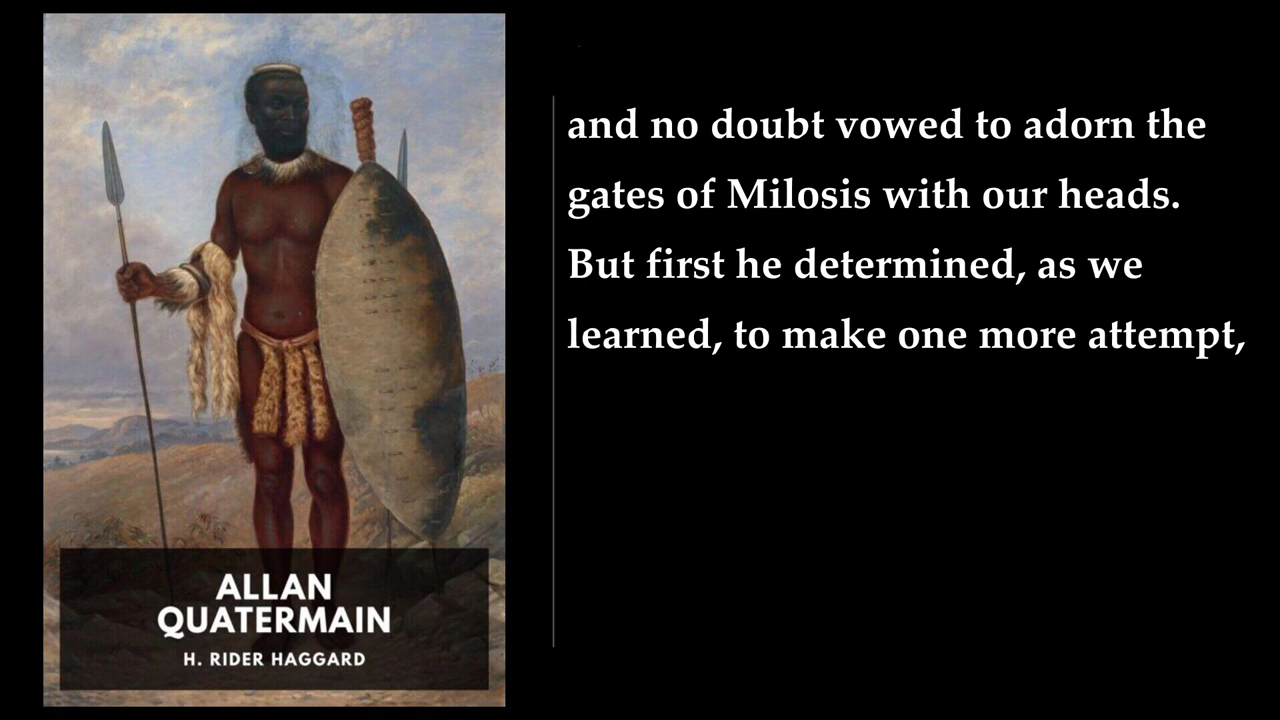 ALLAN
QUATERMAIN
H. RIDER HAGGARD
and no doubt vowed to adorn the
gates of Milosis with our heads.
But first he determined, as we
learned, to make one more attempt,